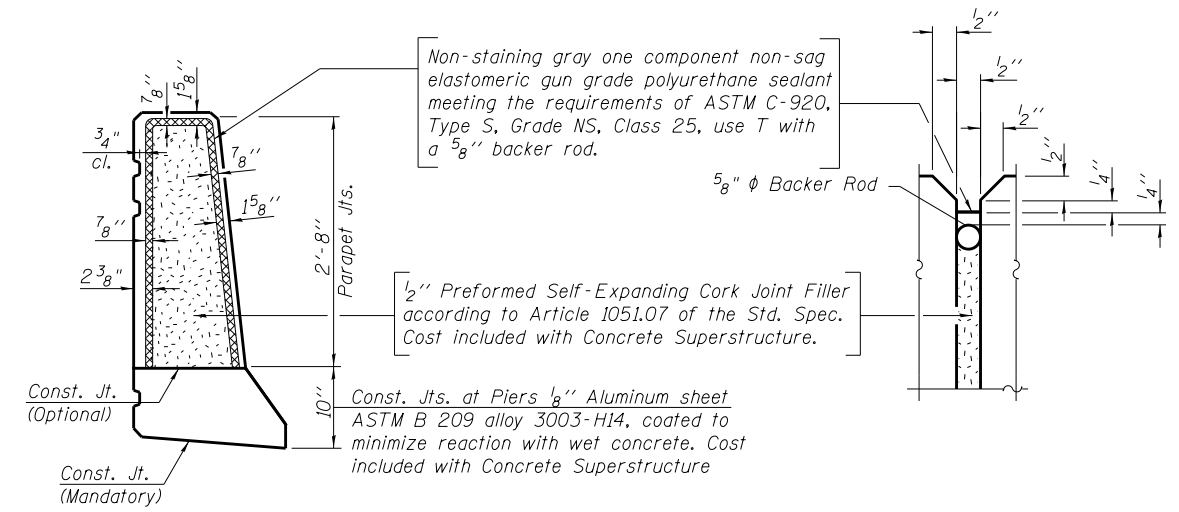 Non-staining gray one component non-sag
elastomeric gun grade polyurethane sealant
meeting the requirements of ASTM C-920,
Type S, Grade NS, Class 25, use T with
a 5/8'' backer rod.
1/2''
1/2''
1/2''
1/2''
1/4''
1/4''
5/8" ϕ Backer Rod
7/8''
1 5/8''
3/4"
cl.
7/8''
1 5/8''
7/8''
2 3/8"
2'-8''
Parapet Jts.
1/2'' Preformed Self-Expanding Cork Joint Filler
according to Article 1051.07 of the Std. Spec.
Cost included with Concrete Superstructure.
Const. Jt.
(Optional)
10''
Const. Jts. at Piers 1/8'' Aluminum sheet
ASTM B 209 alloy 3003-H14, coated to
minimize reaction with wet concrete. Cost
included with Concrete Superstructure
Const. Jt.
(Mandatory)